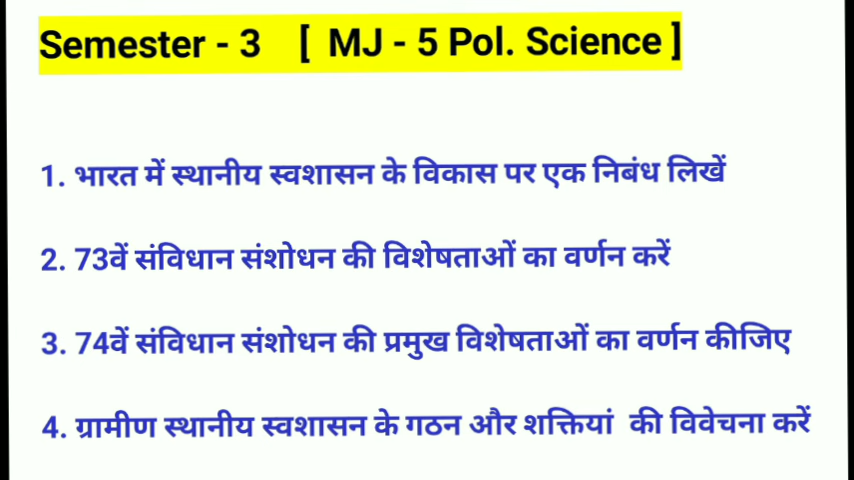 Semester - 3 [ MJ - 5 Pol. Science ]
1. भारत में स्थानीय स्वशासन के विकास पर एक निबंध लिखें
2. 73वें संविधान संशोधन की विशेषताओं का वर्णन करें
3. 74वें संविधान संशोधन की प्रमुख विशेषताओं का वर्णन कीजिए
4. ग्रामीण स्थानीय स्वशासन के गठन और शक्तियां की विवेचना करें